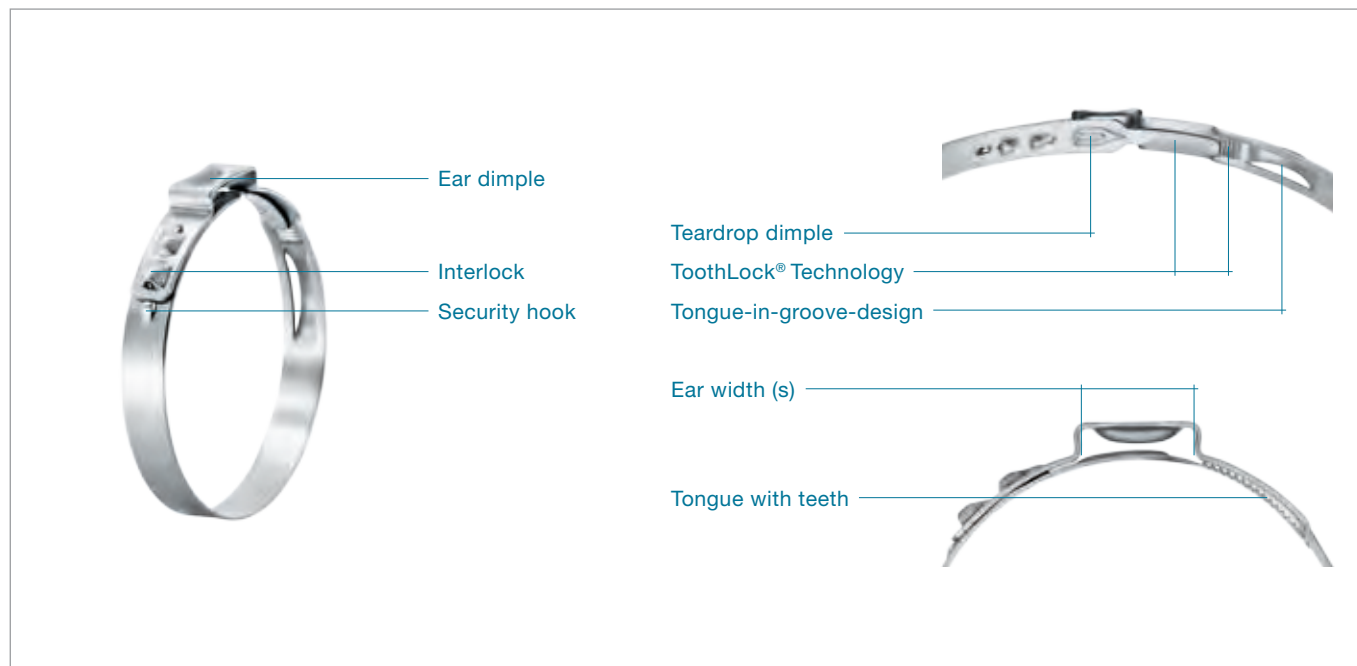 Ear dimple
Interlock
Security hook
Teardrop dimple
ToothLock® Technology
Tongue-in-groove-design
Ear width (s)
Tongue with teeth